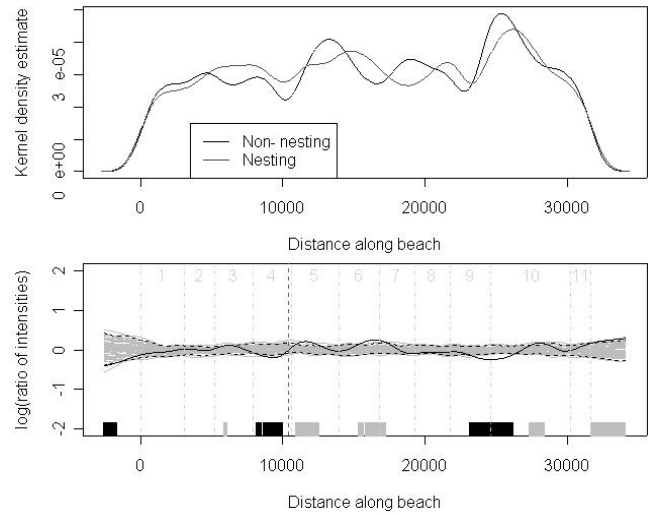 Kernel density estimate
0 e+00
3 e-05
Non- nesting
Nesting
0 10000 20000 30000
Distance along beach
log(ratio of intensities)
2
1
0
-1
-2
1 2 3 4 5 6 7 8 9 10 11
0 10000 20000 30000
Distance along beach